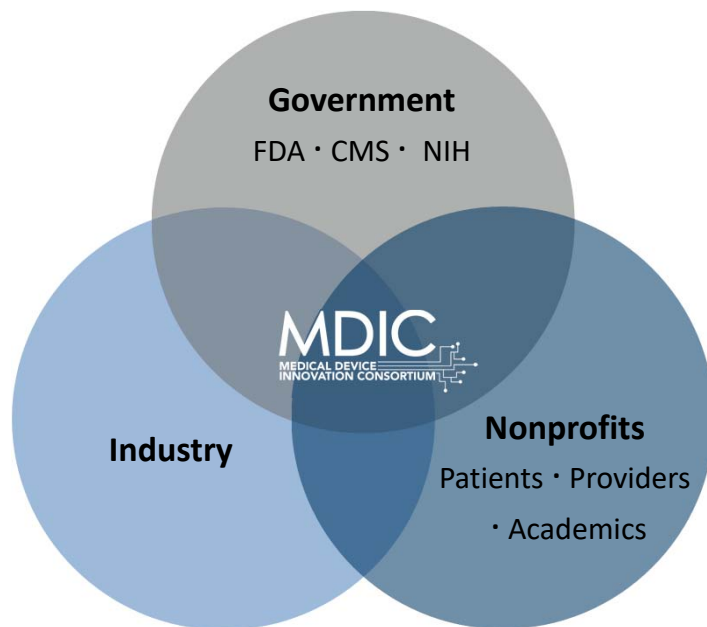 Government
FDA · CMS · NIH
MDIC
MEDICAL DEVICE
INNOVATION CONSORTIUM
Industry
Nonprofits
Patients · Providers
· Academics